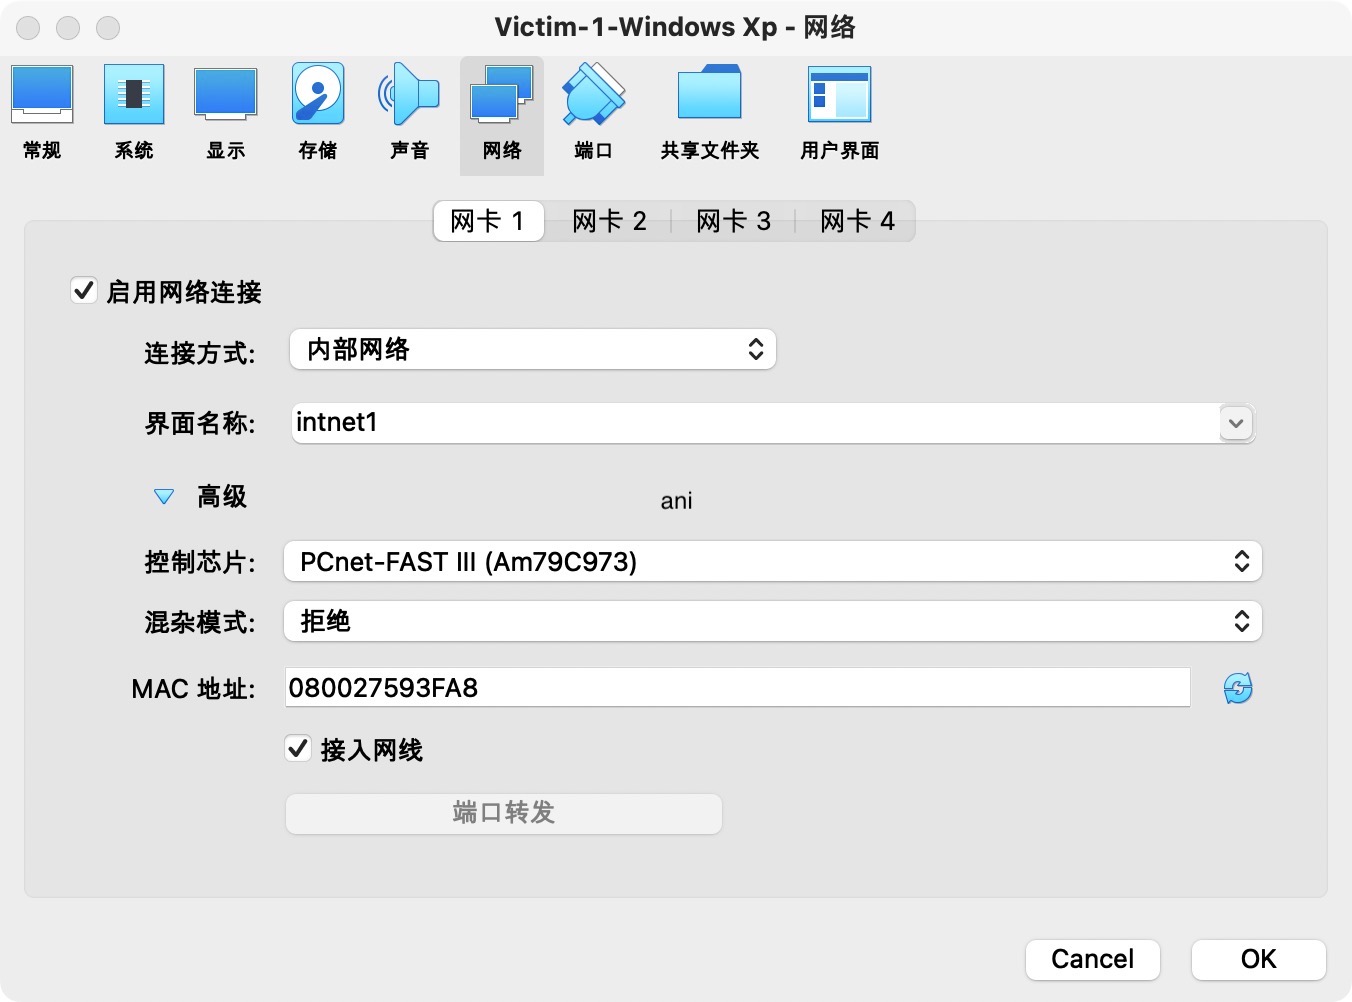 Victim-1-Windows Xp - 网络
常规 系统 显示 存储 声音 网络 端口 共享文件夹 用户界面
网卡 1 网卡 2 网卡 3 网卡 4
启用网络连接
连接方式: 内部网络
界面名称: intnet1
高级 ani
控制芯片: PCnet-FAST III (Am79C973)
混杂模式: 拒绝
MAC 地址: 080027593FA8
接入网线
端口转发
Cancel OK